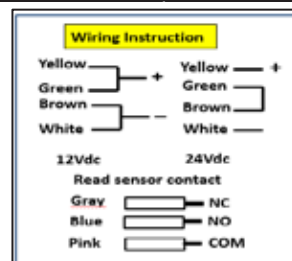 Wiring Instruction
Yellow + Yellow +
Green Green
Brown - Brown
White White -
12Vdc 24Vdc
Read sensor contact
Gray NC
Blue NO
Pink COM